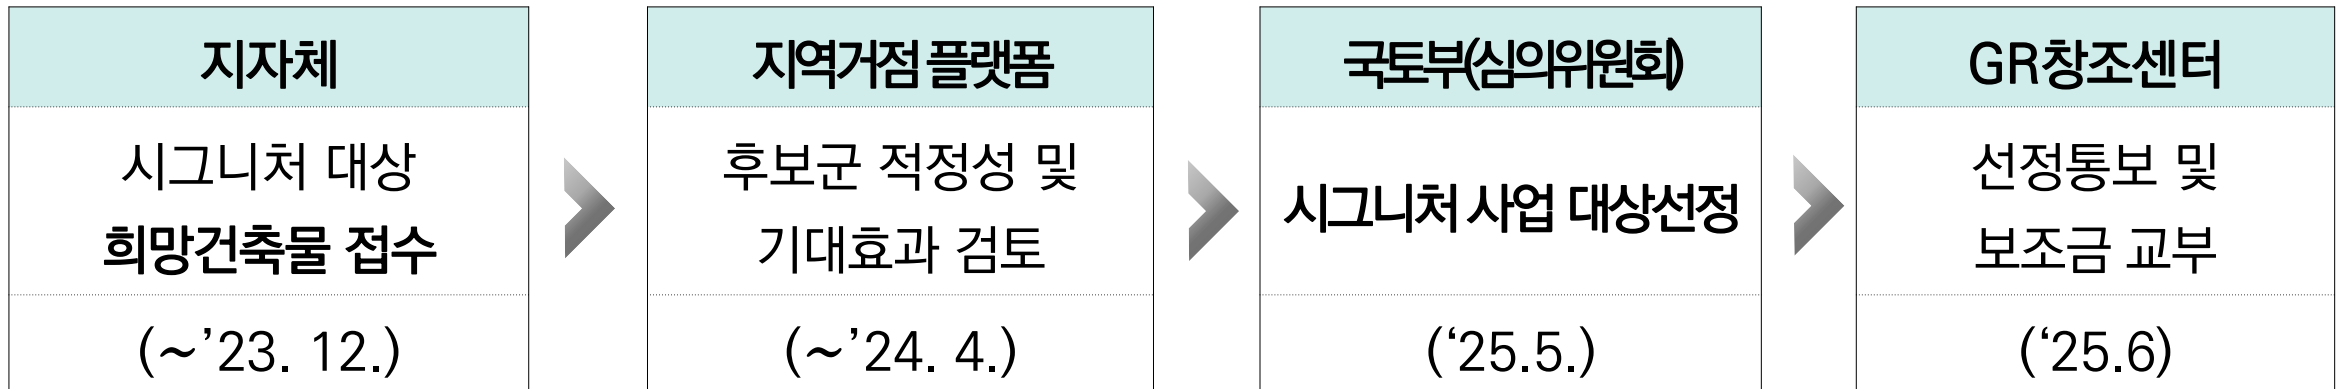 지자체
시그니처 대상
희망건축물 접수
(~’23. 12.)
지역거점 플랫폼
후보군 적정성 및
기대효과 검토
(~’24. 4.)
국토부(심의위원회)
시그니처 사업 대상선정
(‘25.5.)
GR창조센터
선정통보 및
보조금 교부
(‘25.6)